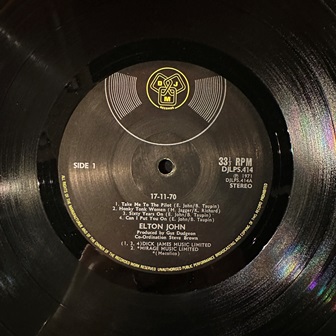 DJM
SIDE 1
33⅓ RPM
DJLPS.414
℗ 1971
DJLPS.414A
STEREO
17-11-70
1. Take Me To The Pilot (E. John/B. Taupin)
2. Honky Tonk Women (M. Jagger/K. Richard)
3. Sixty Years On (E. John/B. Taupin)
4. Can I Put You On (E. John/B. Taupin)
ELTON JOHN
Produced by Gus Dudgeon
Co-Ordination Steve Brown
(1. 3. 4)DICK JAMES MUSIC LIMITED
2. *MIRAGE MUSIC LIMITED
*(Mecolico)